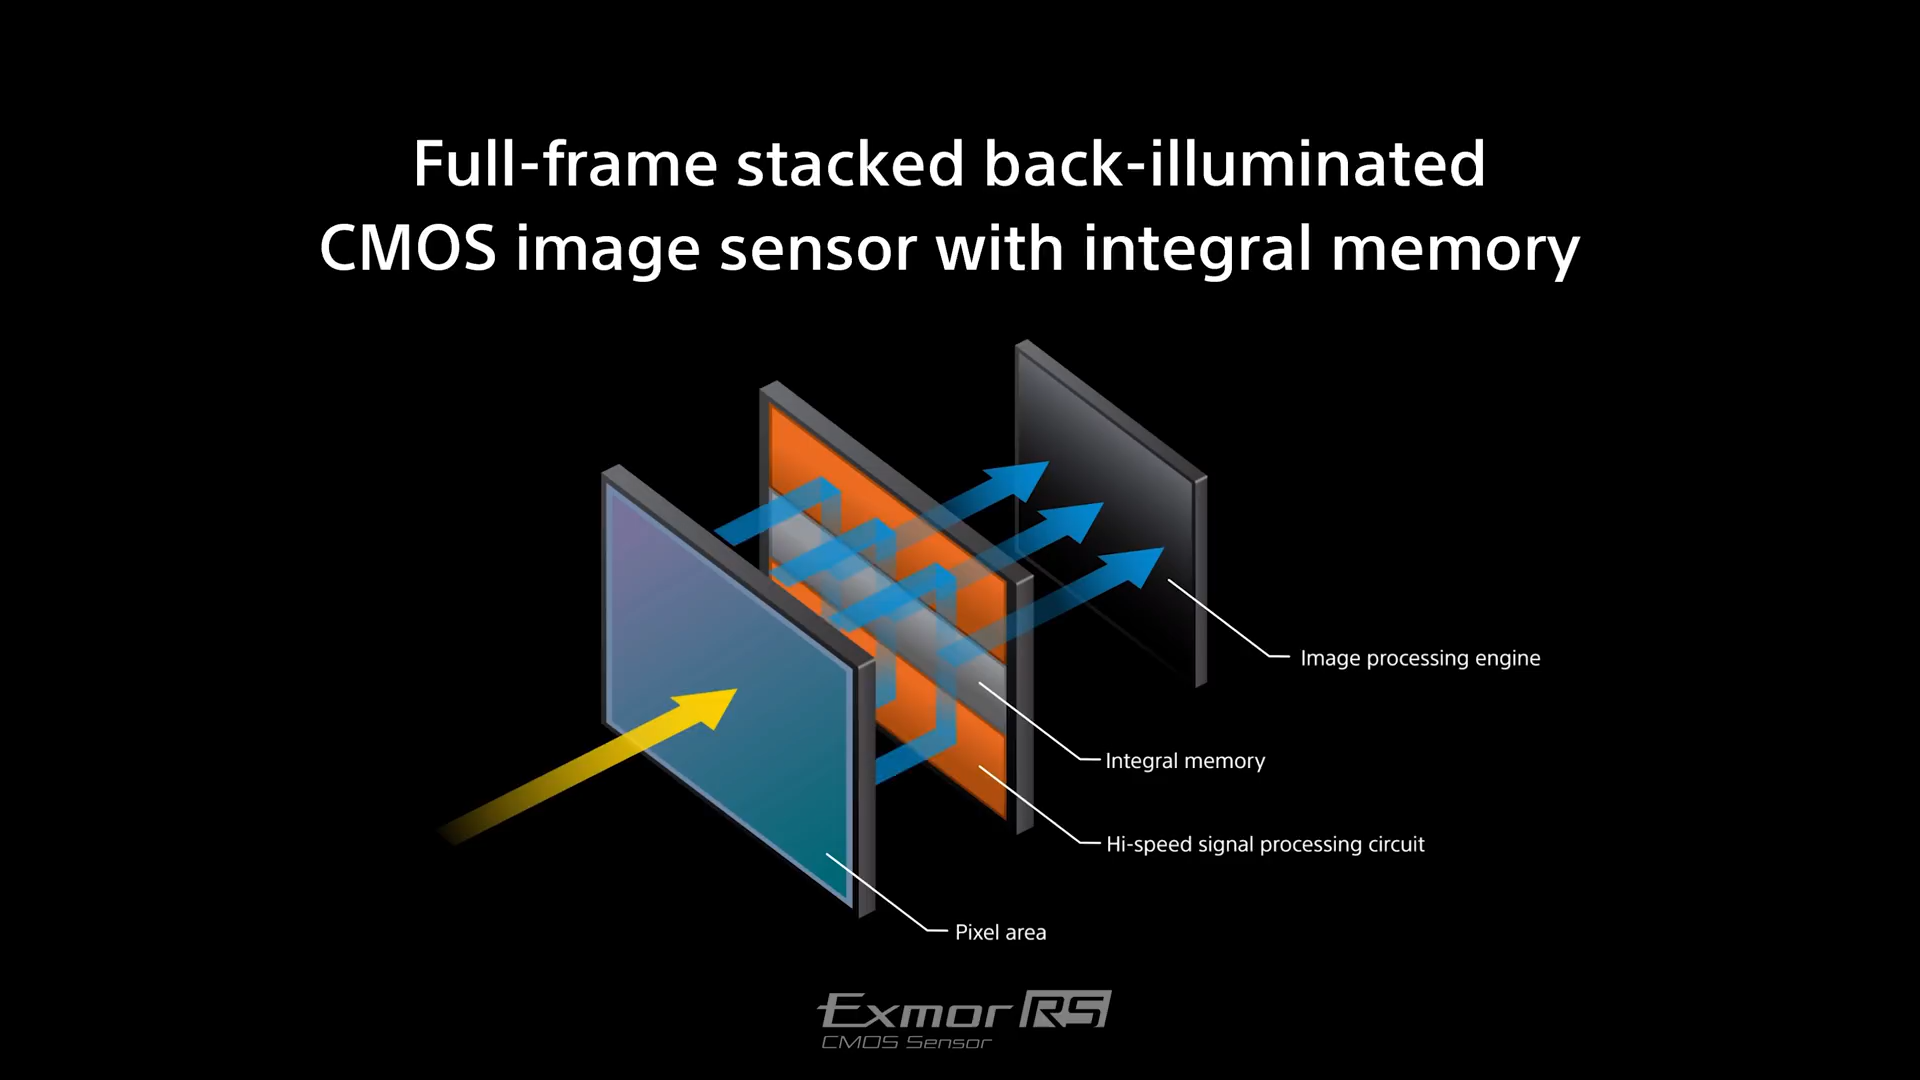 Full-frame stacked back-illuminated
CMOS image sensor with integral memory
Image processing engine
Integral memory
Hi-speed signal processing circuit
Pixel area
Exmor RS
CMOS Sensor